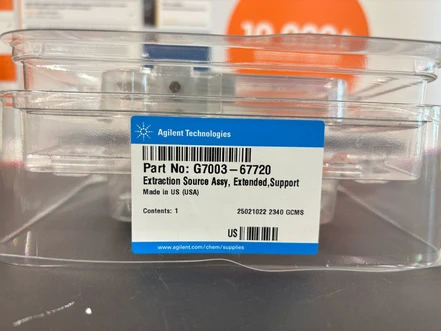 Agilent Technologies
Part No: G7003-67720
Extraction Source Assy, Extended,Support
Made in US (USA)
Contents: 1
25021022 2340 GCMS
US
www.agilent.com/chem/supplies